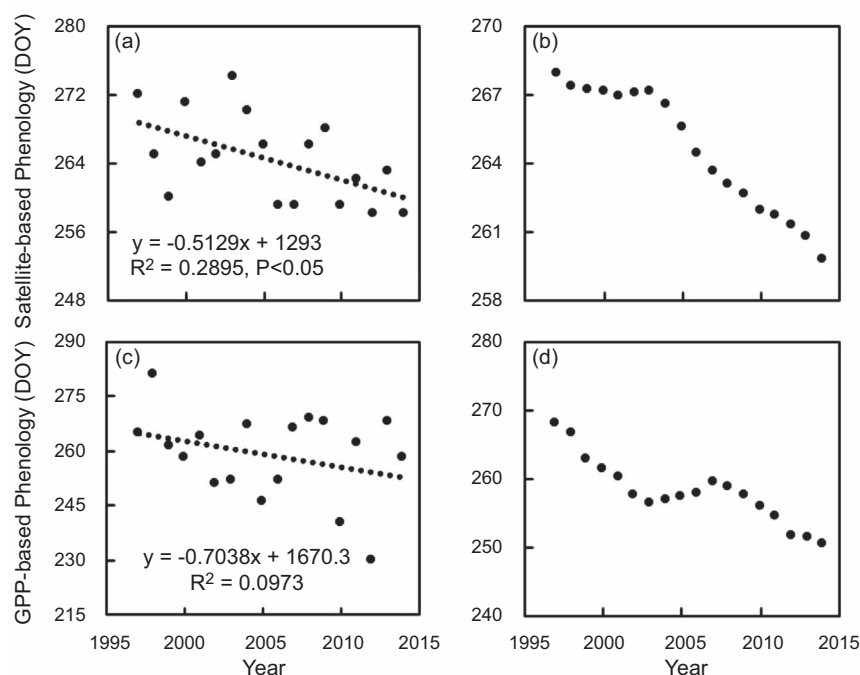 Satellite-based Phenology (DOY)
280
272
264
256
248
(a)
y = -0.5129x + 1293
R² = 0.2895, P<0.05
270
267
264
261
258
(b)
GPP-based Phenology (DOY)
290
275
260
245
230
215
(c)
y = -0.7038x + 1670.3
R² = 0.0973
1995 2000 2005 2010 2015
Year
280
270
260
250
240
(d)
1995 2000 2005 2010 2015
Year